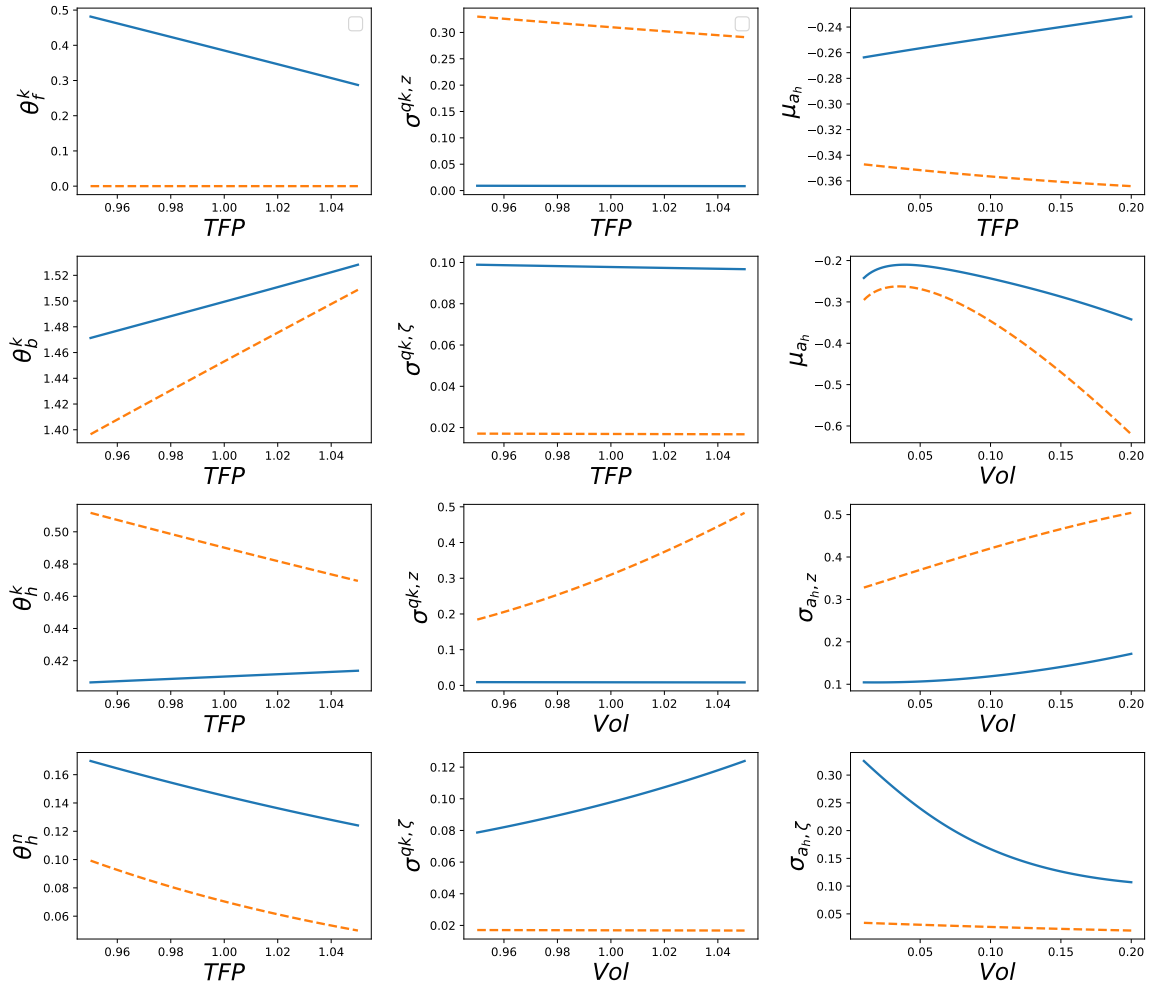 0.5
0.4
0.3
0.2
0.1
0.0
θ_f^k
0.96 0.98 1.00 1.02 1.04
TFP
0.30
0.25
0.20
0.15
0.10
0.05
0.00
σ^{qk, z}
0.96 0.98 1.00 1.02 1.04
TFP
−0.24
−0.26
−0.28
−0.30
−0.32
−0.34
−0.36
μ_{a_h}
0.05 0.10 0.15 0.20
TFP
1.52
1.50
1.48
1.46
1.44
1.42
1.40
θ_b^k
0.96 0.98 1.00 1.02 1.04
TFP
0.10
0.08
0.06
0.04
0.02
σ^{qk, ζ}
0.96 0.98 1.00 1.02 1.04
TFP
−0.2
−0.3
−0.4
−0.5
−0.6
μ_{a_h}
0.05 0.10 0.15 0.20
Vol
0.50
0.48
0.46
0.44
0.42
θ_h^k
0.96 0.98 1.00 1.02 1.04
TFP
0.5
0.4
0.3
0.2
0.1
0.0
σ^{qk, z}
0.96 0.98 1.00 1.02 1.04
Vol
0.5
0.4
0.3
0.2
0.1
σ_{a_h, z}
0.05 0.10 0.15 0.20
Vol
0.16
0.14
0.12
0.10
0.08
0.06
θ_h^n
0.96 0.98 1.00 1.02 1.04
TFP
0.12
0.10
0.08
0.06
0.04
0.02
σ^{qk, ζ}
0.96 0.98 1.00 1.02 1.04
Vol
0.30
0.25
0.20
0.15
0.10
0.05
σ_{a_h, ζ}
0.05 0.10 0.15 0.20
Vol